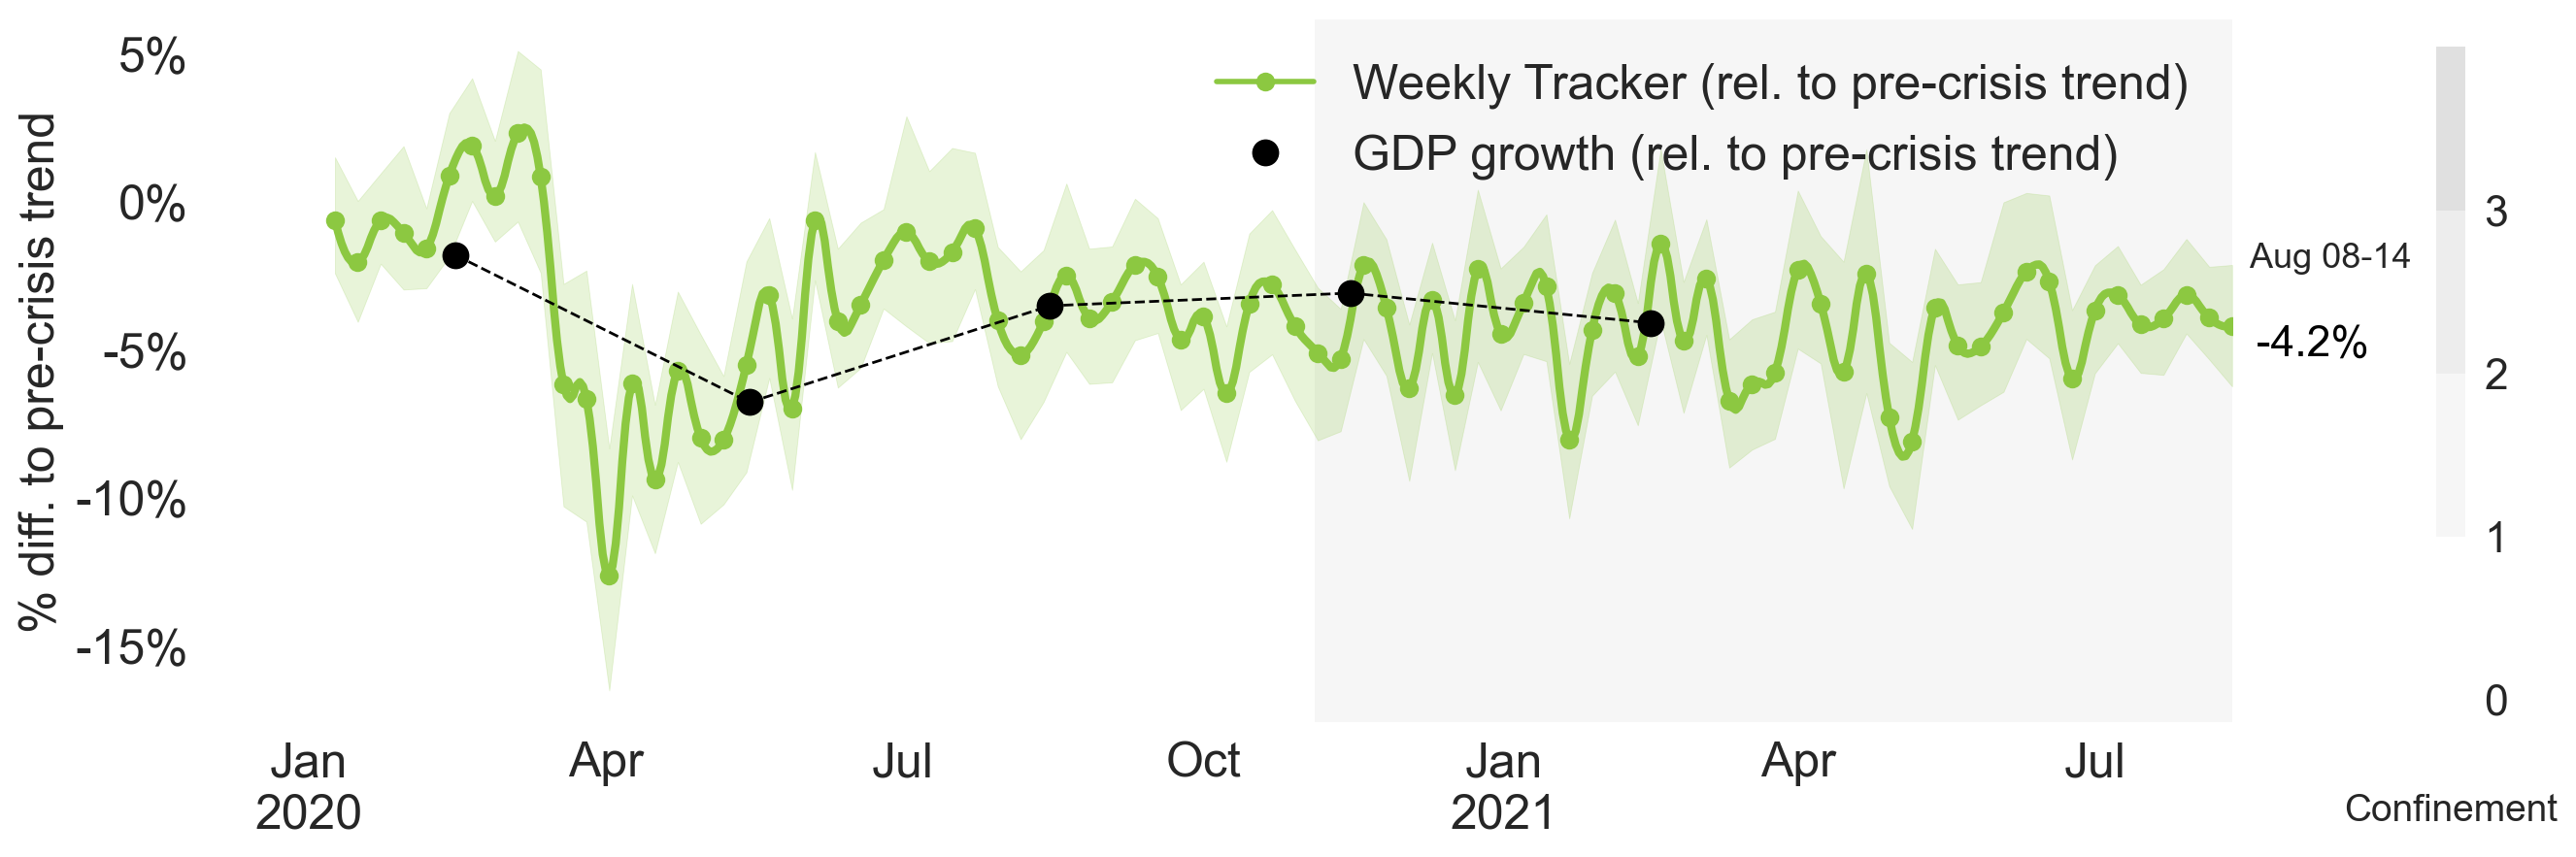 % diff. to pre-crisis trend
5%
0%
-5%
-10%
-15%
Weekly Tracker (rel. to pre-crisis trend)
GDP growth (rel. to pre-crisis trend)
Aug 08-14
-4.2%
3
2
1
0
Jan Apr Jul Oct Jan Apr Jul
2020 2021
Confinement